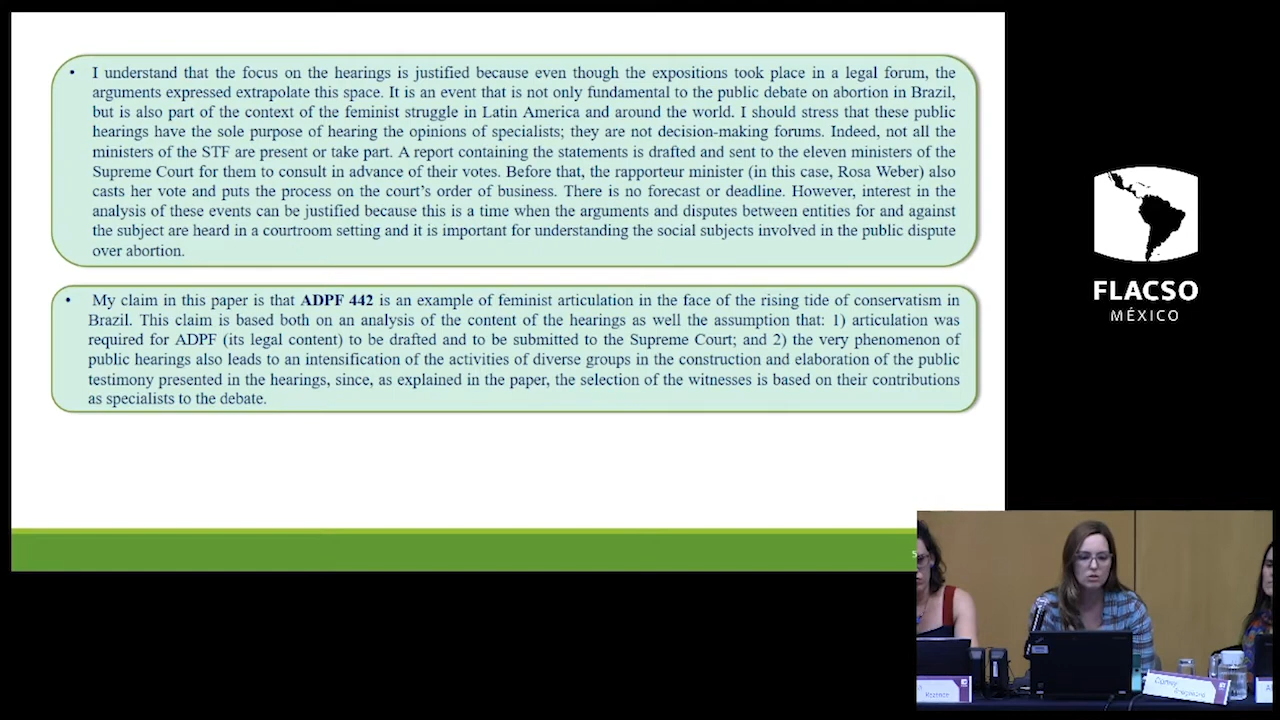 • I understand that the focus on the hearings is justified because even though the expositions took place in a legal forum, the
arguments expressed extrapolate this space. It is an event that is not only fundamental to the public debate on abortion in Brazil,
but is also part of the context of the feminist struggle in Latin America and around the world. I should stress that these public
hearings have the sole purpose of hearing the opinions of specialists; they are not decision-making forums. Indeed, not all the
ministers of the STF are present or take part. A report containing the statements is drafted and sent to the eleven ministers of the
Supreme Court for them to consult in advance of their votes. Before that, the rapporteur minister (in this case, Rosa Weber) also
casts her vote and puts the process on the court's order of business. There is no forecast or deadline. However, interest in the
analysis of these events can be justified because this is a time when the arguments and disputes between entities for and against
the subject are heard in a courtroom setting and it is important for understanding the social subjects involved in the public dispute
over abortion.
• My claim in this paper is that ADPF 442 is an example of feminist articulation in the face of the rising tide of conservatism in
Brazil. This claim is based both on an analysis of the content of the hearings as well the assumption that: 1) articulation was
required for ADPF (its legal content) to be drafted and to be submitted to the Supreme Court; and 2) the very phenomenon of
public hearings also leads to an intensification of the activities of diverse groups in the construction and elaboration of the public
testimony presented in the hearings, since, as explained in the paper, the selection of the witnesses is based on their contributions
as specialists to the debate.
FLACSO
MÉXICO